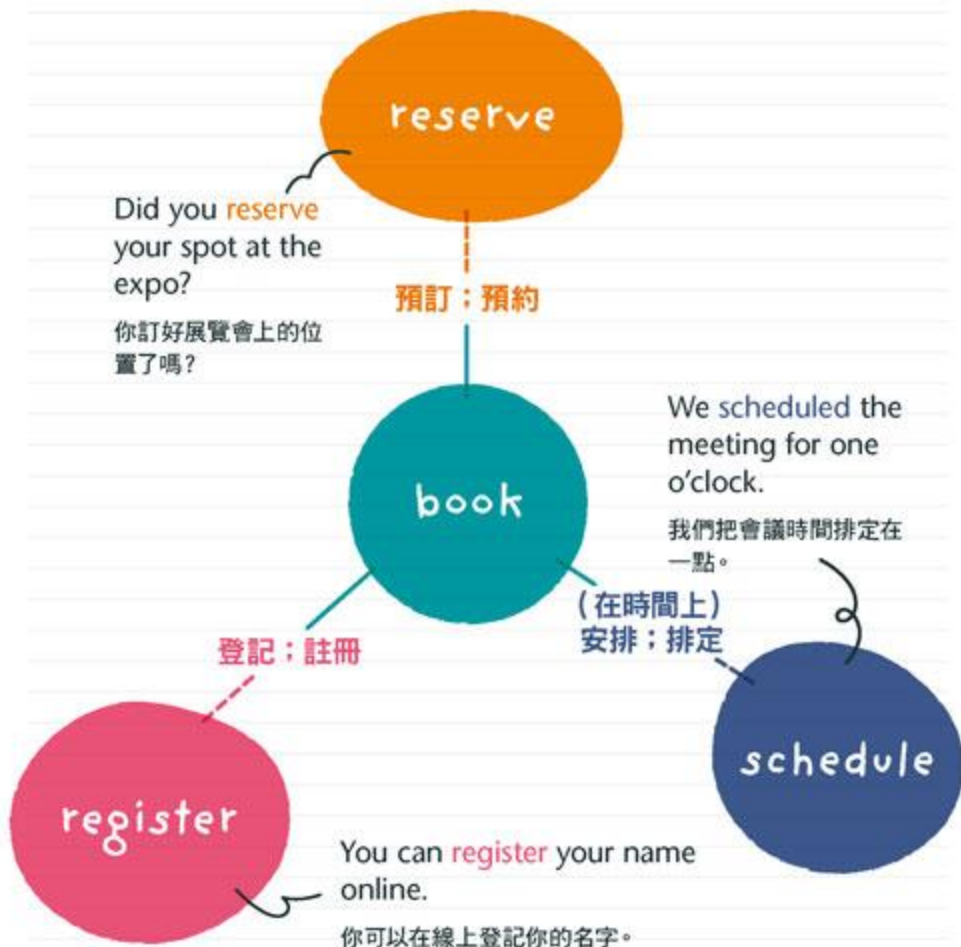 reserve
Did you reserve
your spot at the
expo?
你訂好展覽會上的位
置了嗎?
預訂；預約
book
We scheduled the
meeting for one
o'clock.
我們把會議時間排定在
一點。
(在時間上)
安排；排定
schedule
登記；註冊
register
You can register your name
online.
你可以在線上登記你的名字。